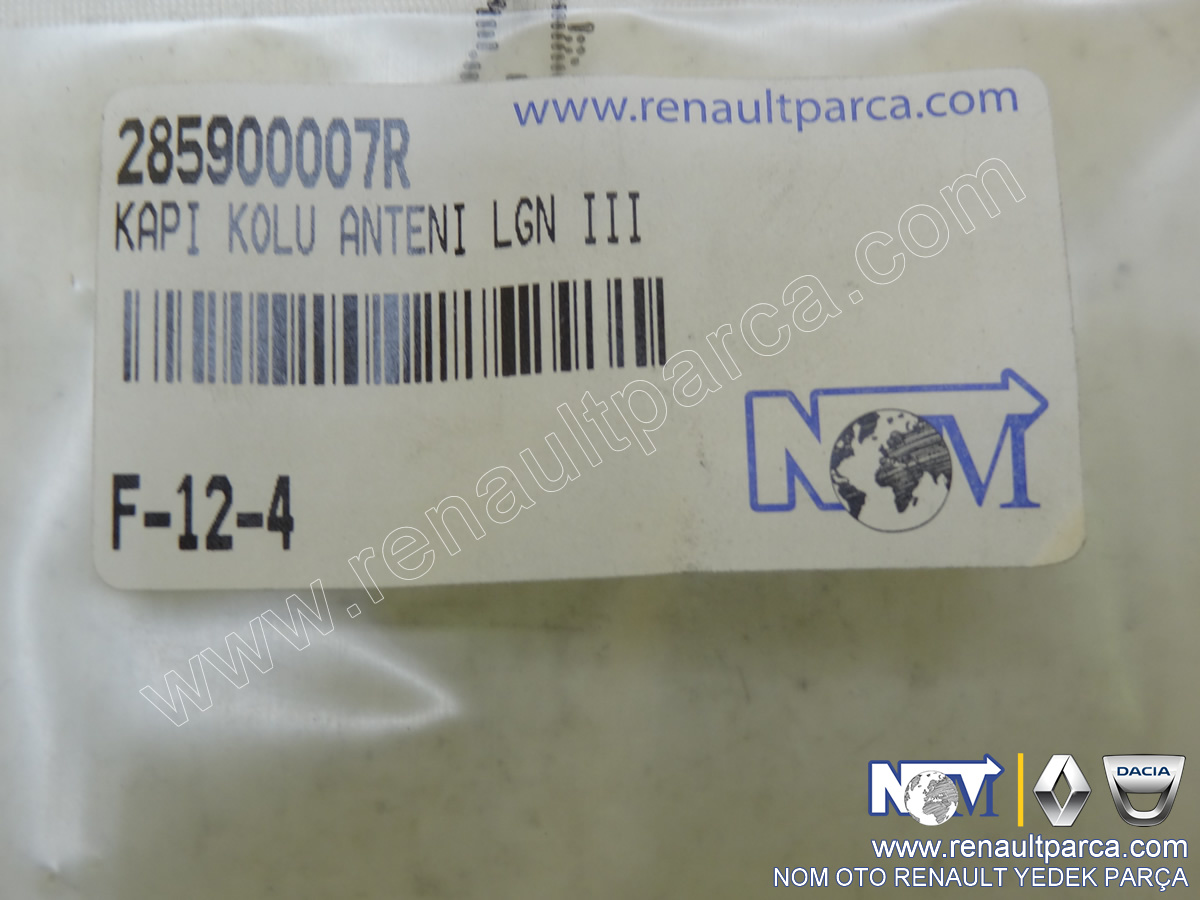 www.renaultparca.com
285900007R
KAPI KOLU ANTENI LGN III
F-12-4
NOM
www.renaultparca.com
NOM
DACIA
www.renaultparca.com
NOM OTO RENAULT YEDEK PARÇA